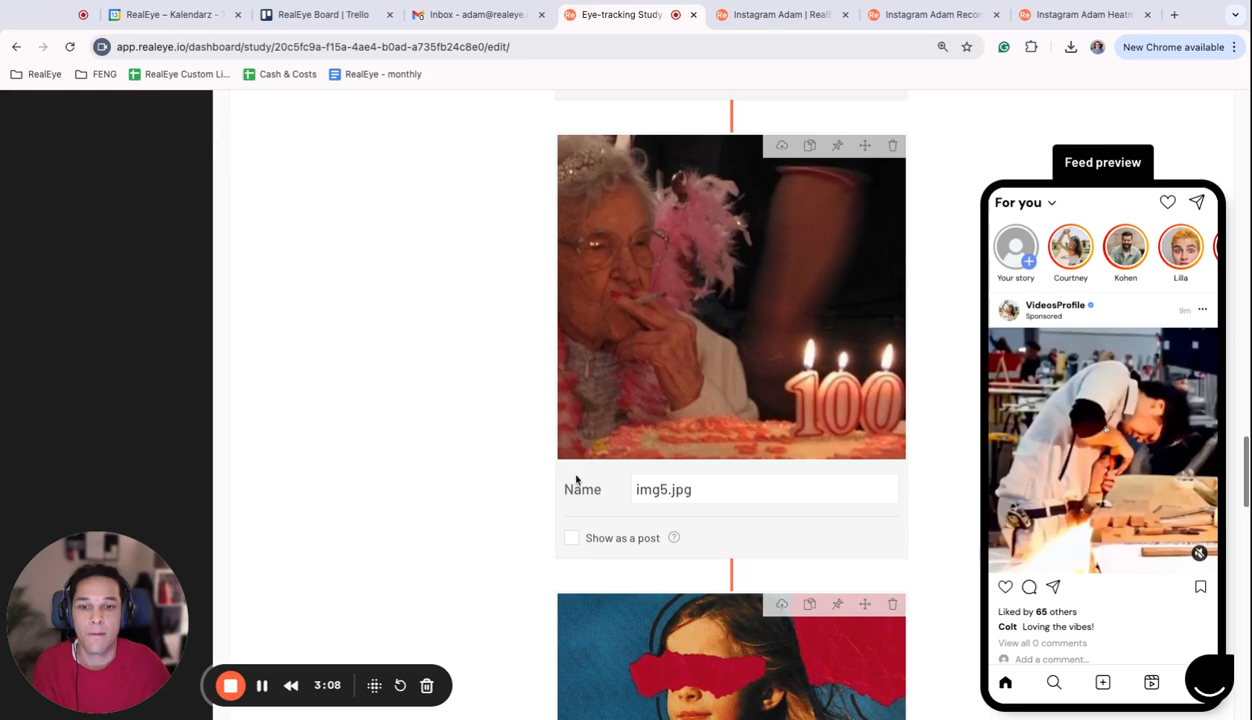 RealEye – Kalendarz -
RealEye Board | Trello
Inbox - adam@realeye.
Eye-tracking Study
Instagram Adam | RealE
Instagram Adam Recor
Instagram Adam Heatm
app.realeye.io/dashboard/study/20c5fc9a-f15a-4ae4-b0ad-a735fb24c8e0/edit/
New Chrome available
RealEye
FENG
RealEye Custom Li...
Cash & Costs
RealEye - monthly
100
Name
img5.jpg
Show as a post
?
Feed preview
For you
Your story
Courtney
Kohen
Lilla
VideosProfile
Sponsored
9m
Liked by 65 others
Colt Loving the vibes!
View all 0 comments
Add a comment...
3:08